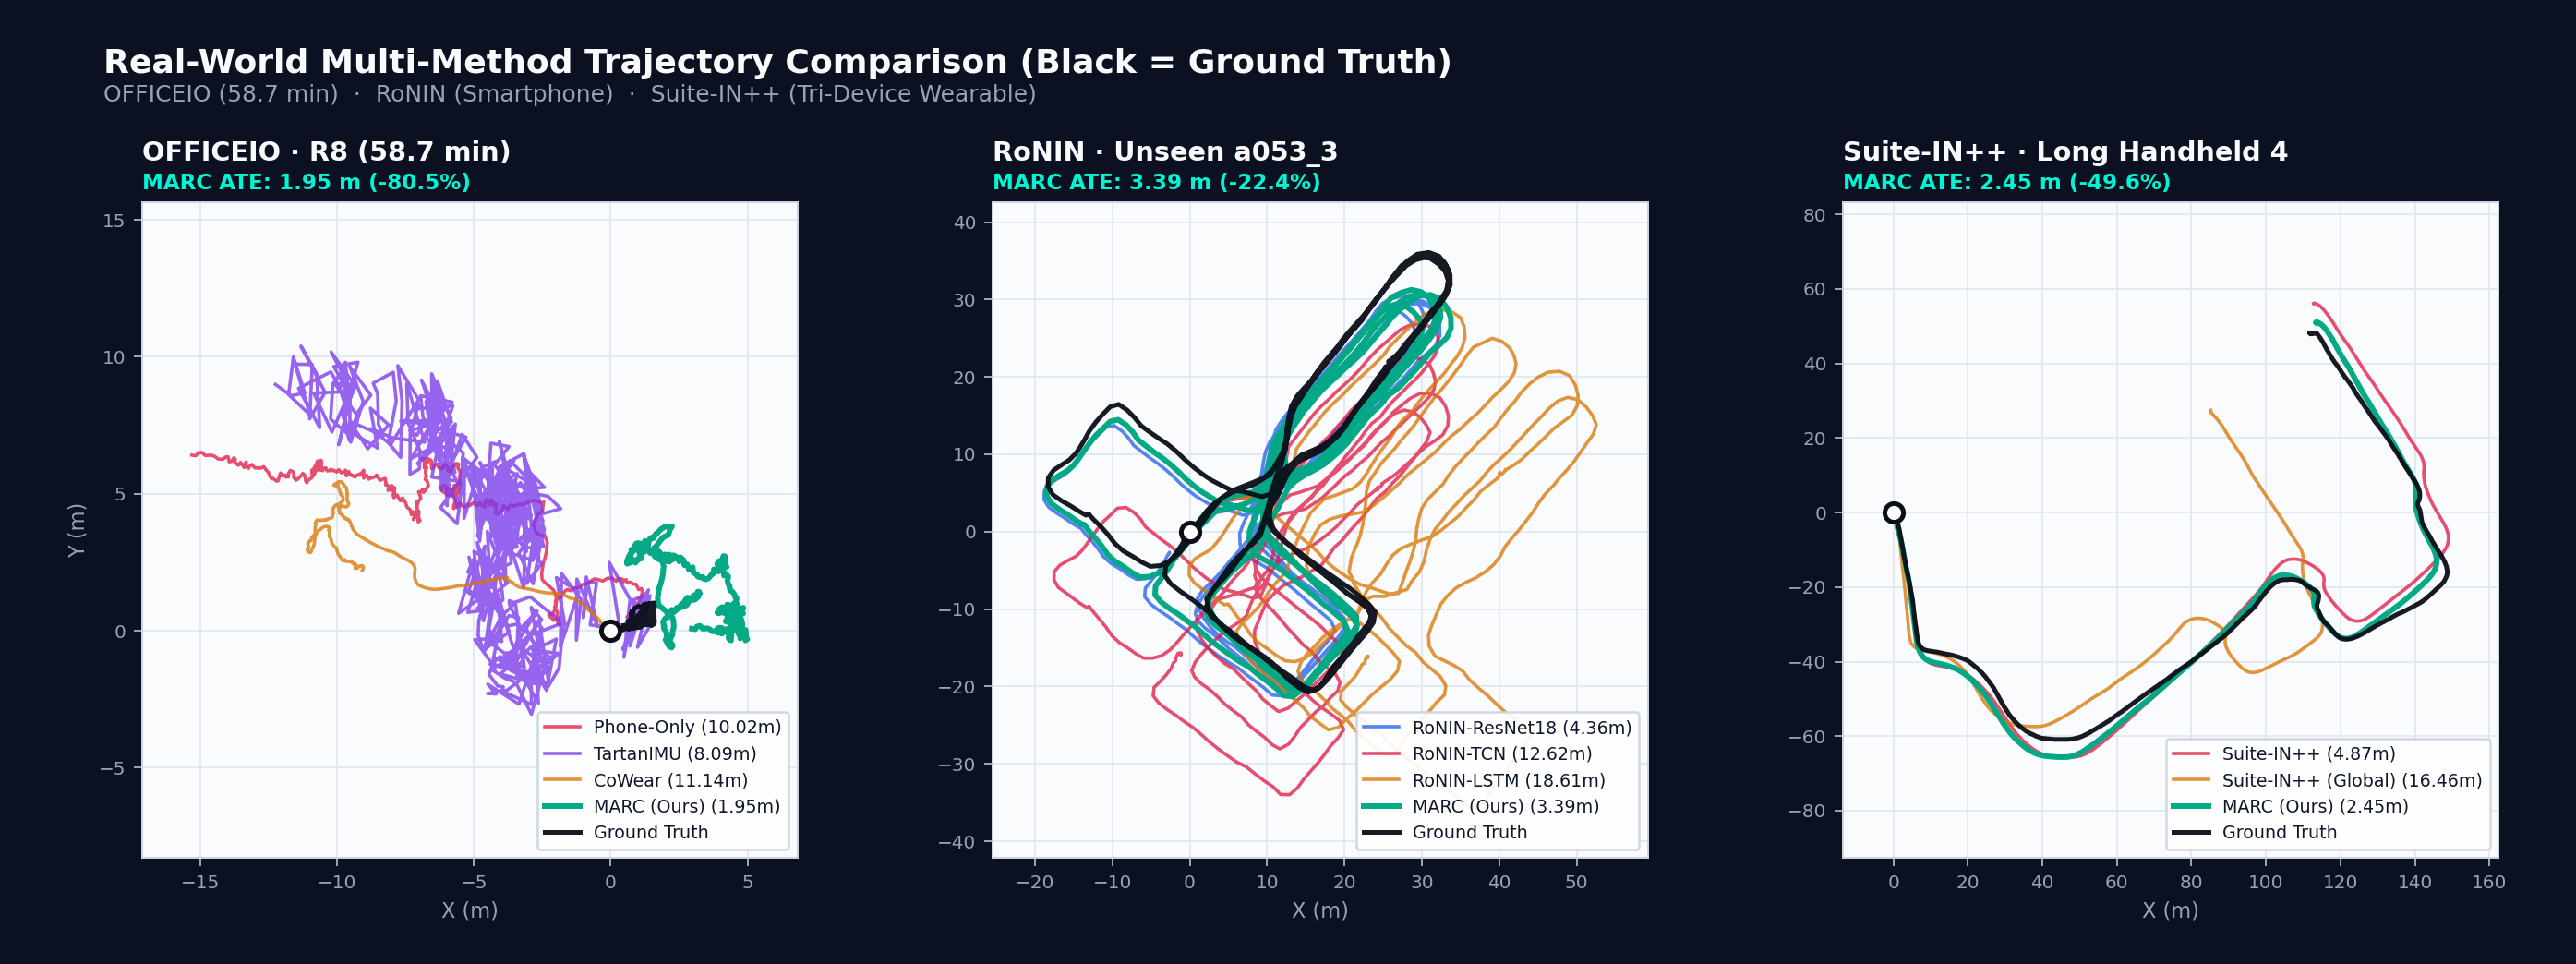 Real-World Multi-Method Trajectory Comparison (Black = Ground Truth)
OFFICEIO (58.7 min) · RoNIN (Smartphone) · Suite-IN++ (Tri-Device Wearable)
OFFICEIO · R8 (58.7 min)
MARC ATE: 1.95 m (-80.5%)
15
10
5
0
−5
Y (m)
−15
−10
−5
0
5
X (m)
Phone-Only (10.02m)
TartanIMU (8.09m)
CoWear (11.14m)
MARC (Ours) (1.95m)
Ground Truth
RoNIN · Unseen a053_3
MARC ATE: 3.39 m (-22.4%)
40
30
20
10
0
−10
−20
−30
−40
−20
−10
0
10
20
30
40
50
X (m)
RoNIN-ResNet18 (4.36m)
RoNIN-TCN (12.62m)
RoNIN-LSTM (18.61m)
MARC (Ours) (3.39m)
Ground Truth
Suite-IN++ · Long Handheld 4
MARC ATE: 2.45 m (-49.6%)
80
60
40
20
0
−20
−40
−60
−80
0
20
40
60
80
100
120
140
160
X (m)
Suite-IN++ (4.87m)
Suite-IN++ (Global) (16.46m)
MARC (Ours) (2.45m)
Ground Truth